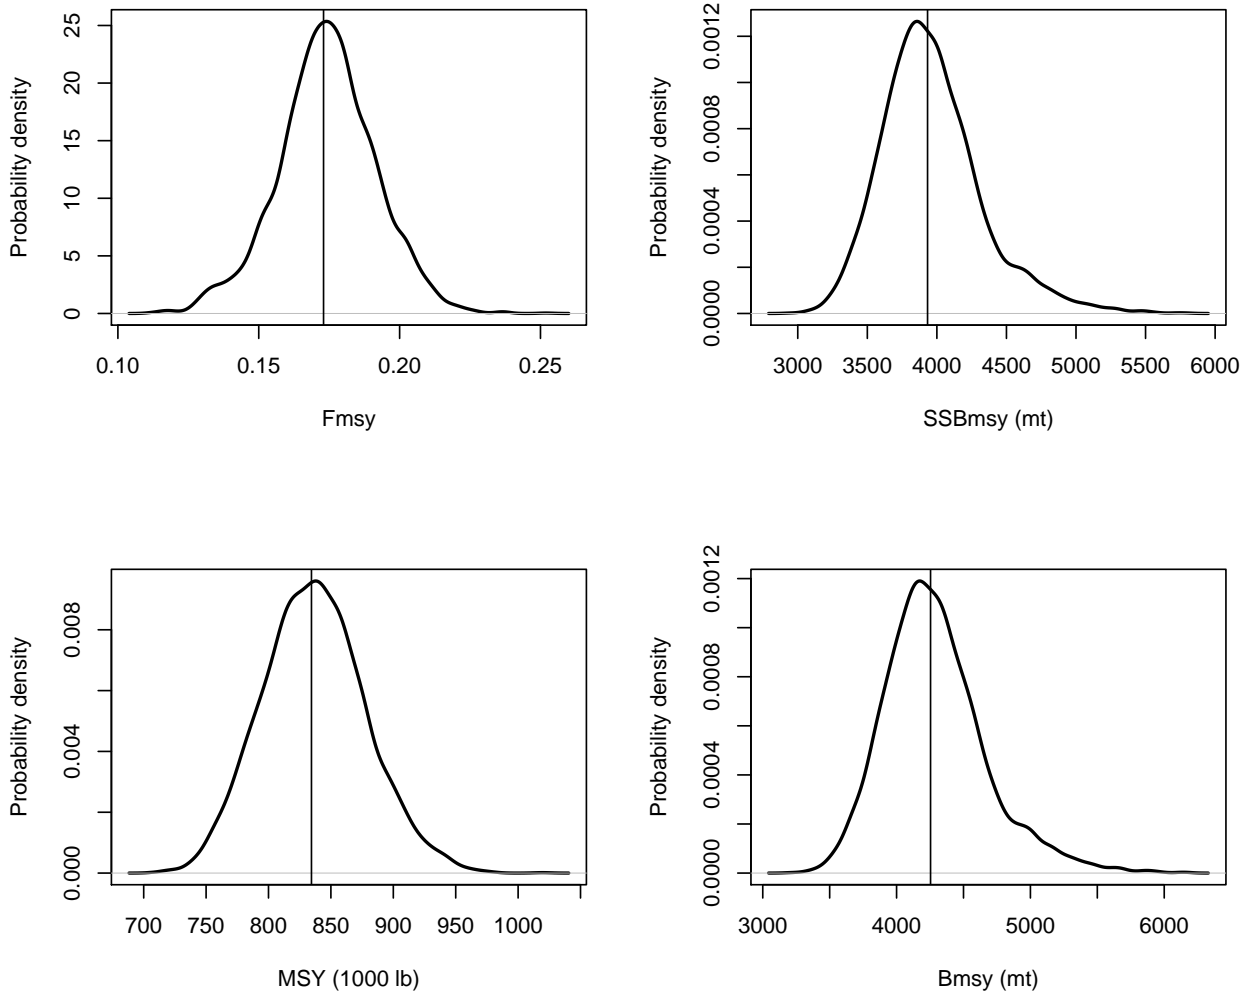 Probability density
0
5
10
15
20
25
0.10 0.15 0.20 0.25
Fmsy
Probability density
0.0000
0.0004
0.0008
0.0012
3000 3500 4000 4500 5000 5500 6000
SSBmsy (mt)
Probability density
0.000
0.004
0.008
700 750 800 850 900 950 1000
MSY (1000 lb)
Probability density
0.0000
0.0004
0.0008
0.0012
3000 4000 5000 6000
Bmsy (mt)